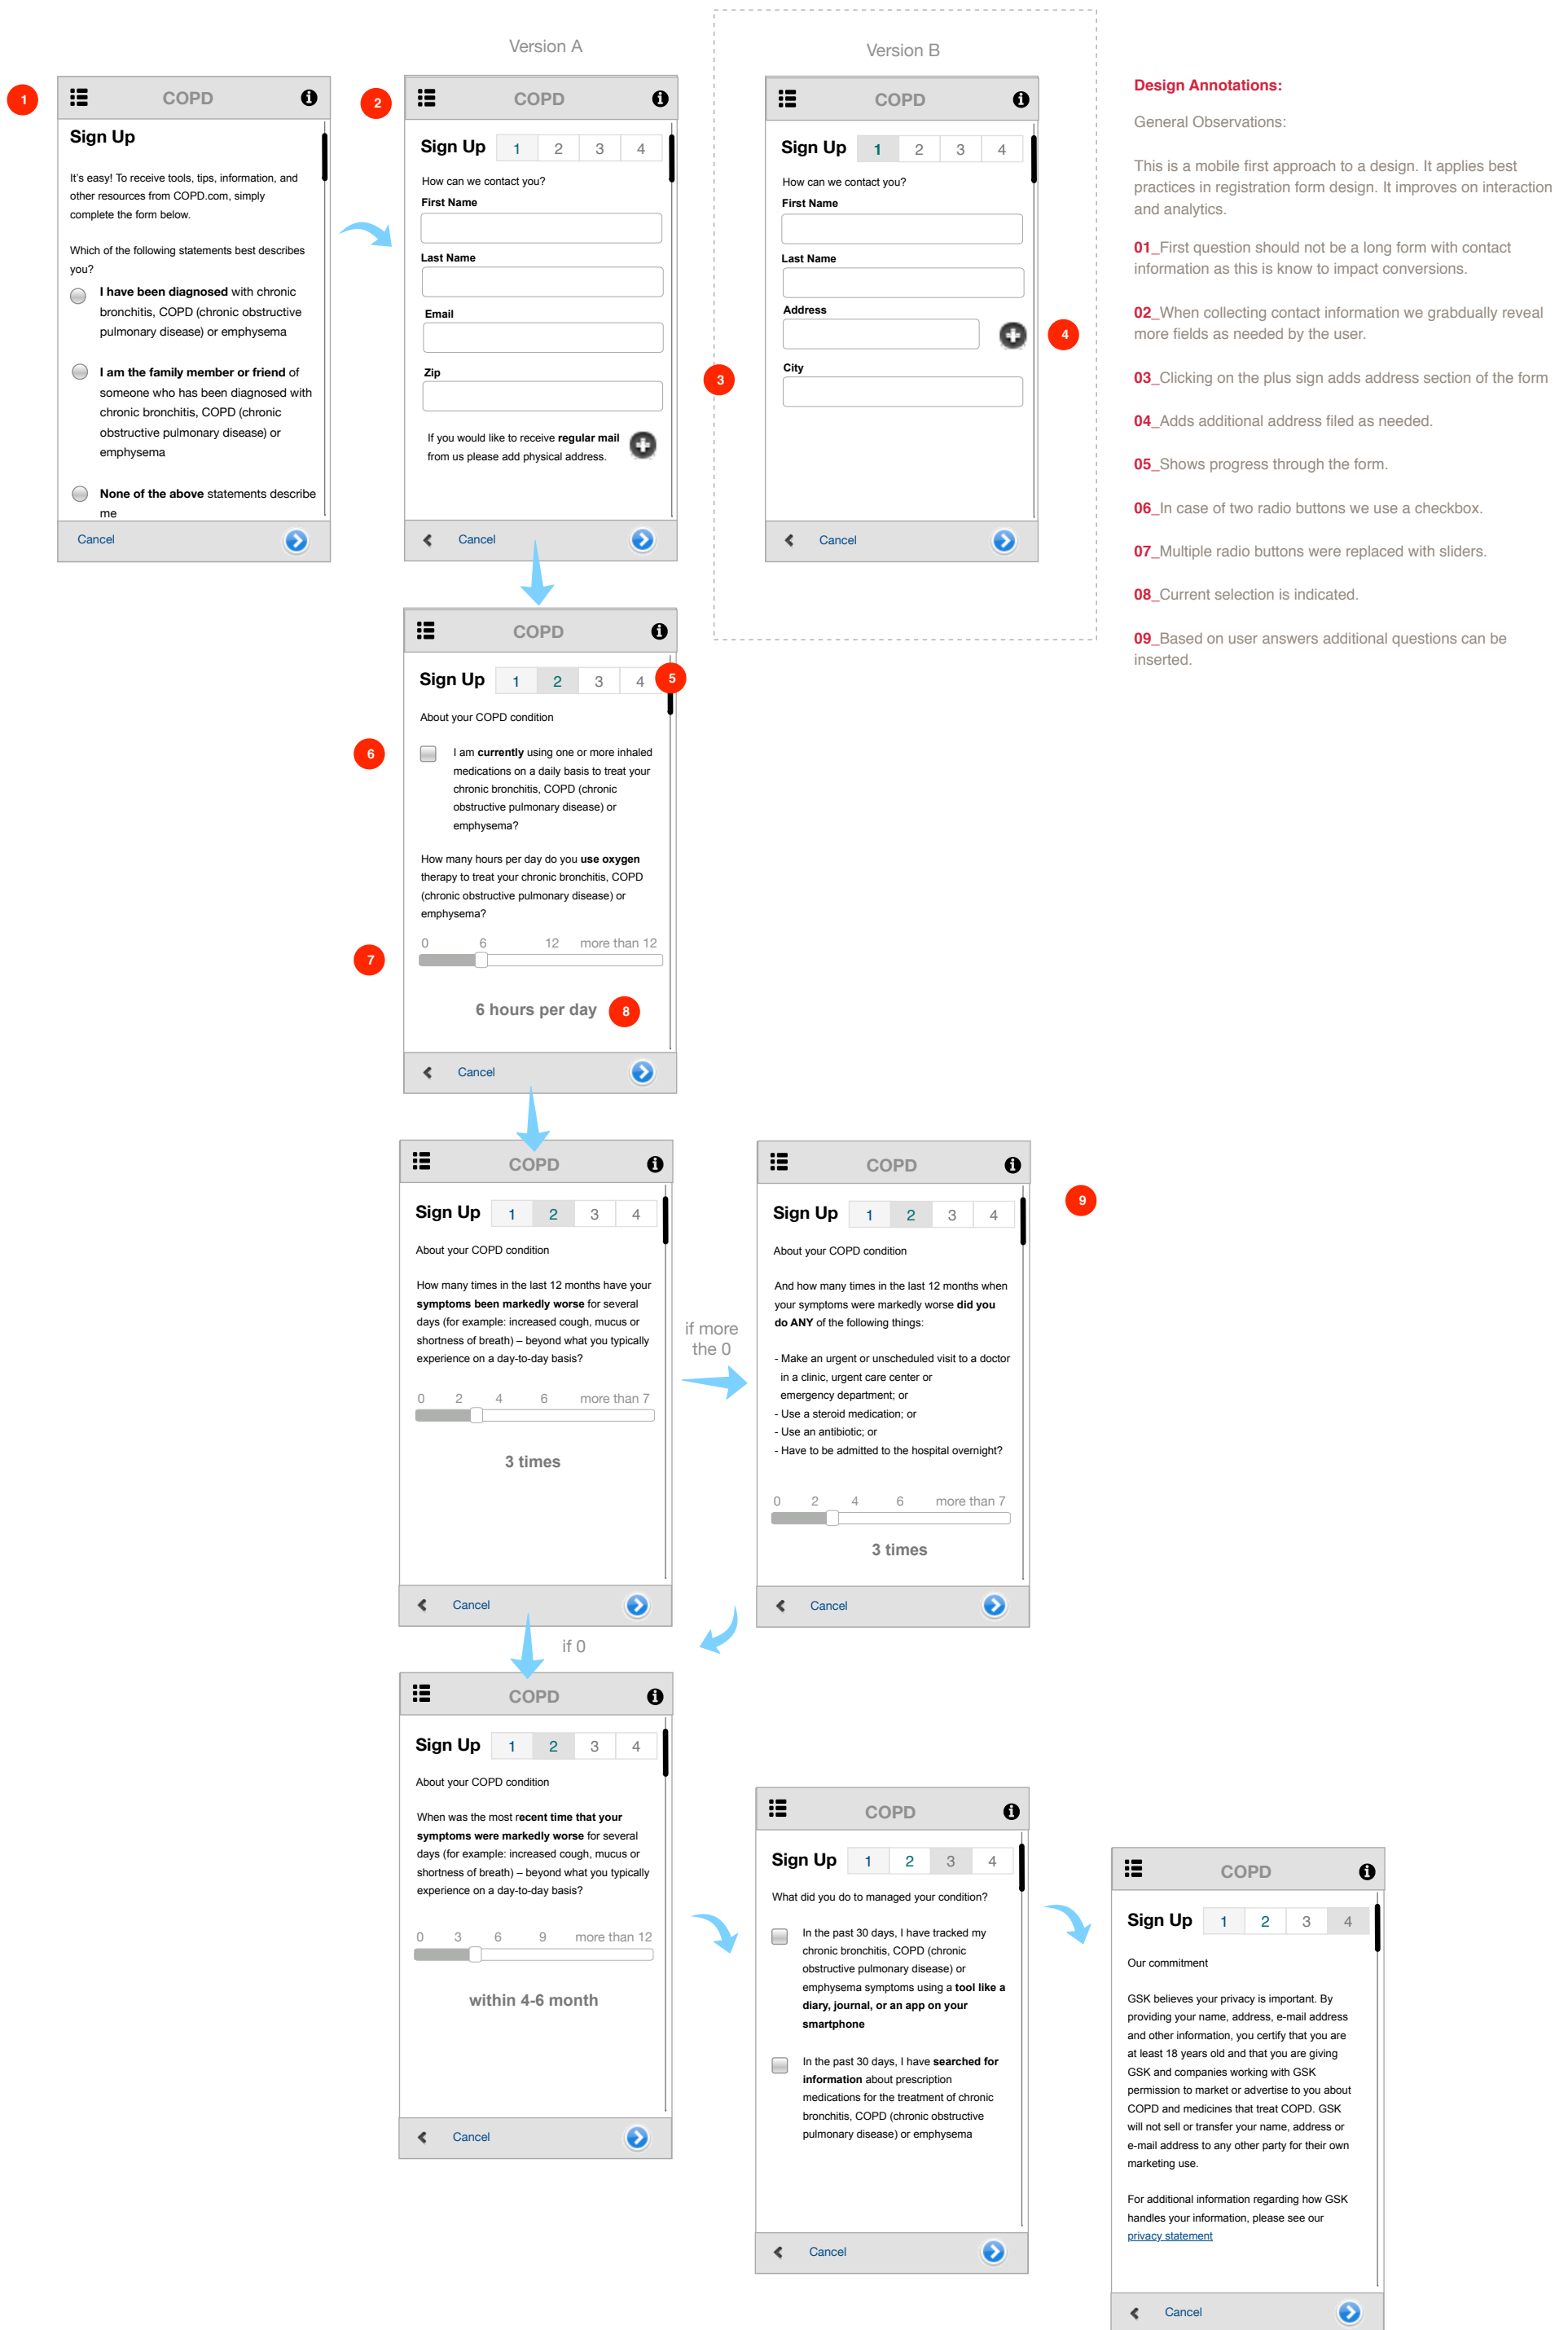 Version A
Version B
1
COPD
Sign Up
It's easy! To receive tools, tips, information, and
other resources from COPD.com, simply
complete the form below.
Which of the following statements best describes
you?
I have been diagnosed with chronic
bronchitis, COPD (chronic obstructive
pulmonary disease) or emphysema
I am the family member or friend of
someone who has been diagnosed with
chronic bronchitis, COPD (chronic
obstructive pulmonary disease) or
emphysema
None of the above statements describe
me
Cancel
2
COPD
Sign Up 1 2 3 4
How can we contact you?
First Name
Last Name
Email
Zip
If you would like to receive regular mail
from us please add physical address.
Cancel
3
COPD
Sign Up 1 2 3 4
How can we contact you?
First Name
Last Name
Address
4
City
Cancel
Design Annotations:
General Observations:
This is a mobile first approach to a design. It applies best
practices in registration form design. It improves on interaction
and analytics.
01_First question should not be a long form with contact
information as this is know to impact conversions.
02_When collecting contact information we grabdually reveal
more fields as needed by the user.
03_Clicking on the plus sign adds address section of the form
04_Adds additional address filed as needed.
05_Shows progress through the form.
06_In case of two radio buttons we use a checkbox.
07_Multiple radio buttons were replaced with sliders.
08_Current selection is indicated.
09_Based on user answers additional questions can be
inserted.
COPD
Sign Up 1 2 3 4
5
About your COPD condition
6
I am currently using one or more inhaled
medications on a daily basis to treat your
chronic bronchitis, COPD (chronic
obstructive pulmonary disease) or
emphysema?
How many hours per day do you use oxygen
therapy to treat your chronic bronchitis, COPD
(chronic obstructive pulmonary disease) or
emphysema?
0 6 12 more than 12
7
6 hours per day
8
Cancel
COPD
Sign Up 1 2 3 4
About your COPD condition
How many times in the last 12 months have your
symptoms been markedly worse for several
days (for example: increased cough, mucus or
shortness of breath) – beyond what you typically
experience on a day-to-day basis?
0 2 4 6 more than 7
3 times
Cancel
if more
the 0
COPD
9
Sign Up 1 2 3 4
About your COPD condition
And how many times in the last 12 months when
your symptoms were markedly worse did you
do ANY of the following things:
- Make an urgent or unscheduled visit to a doctor
in a clinic, urgent care center or
emergency department; or
- Use a steroid medication; or
- Use an antibiotic; or
- Have to be admitted to the hospital overnight?
0 2 4 6 more than 7
3 times
Cancel
if 0
COPD
Sign Up 1 2 3 4
About your COPD condition
When was the most recent time that your
symptoms were markedly worse for several
days (for example: increased cough, mucus or
shortness of breath) – beyond what you typically
experience on a day-to-day basis?
0 3 6 9 more than 12
within 4-6 month
Cancel
COPD
Sign Up 1 2 3 4
What did you do to managed your condition?
In the past 30 days, I have tracked my
chronic bronchitis, COPD (chronic
obstructive pulmonary disease) or
emphysema symptoms using a tool like a
diary, journal, or an app on your
smartphone
In the past 30 days, I have searched for
information about prescription
medications for the treatment of chronic
bronchitis, COPD (chronic obstructive
pulmonary disease) or emphysema
Cancel
COPD
Sign Up 1 2 3 4
Our commitment
GSK believes your privacy is important. By
providing your name, address, e-mail address
and other information, you certify that you are
at least 18 years old and that you are giving
GSK and companies working with GSK
permission to market or advertise to you about
COPD and medicines that treat COPD. GSK
will not sell or transfer your name, address or
e-mail address to any other party for their own
marketing use.
For additional information regarding how GSK
handles your information, please see our
privacy statement
Cancel